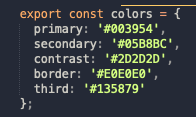 export const colors = {
  primary: '#003954',
  secondary: '#05B8BC',
  contrast: '#2D2D2D',
  border: '#E0E0E0',
  third: '#135879'
};